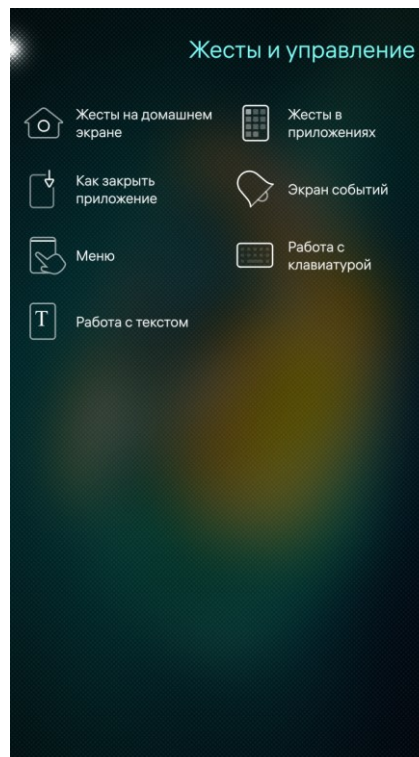 Жесты и управление
Жесты на домашнем
экране
Жесты в
приложениях
Как закрыть
приложение
Экран событий
Меню
Работа с
клавиатурой
T
Работа с текстом